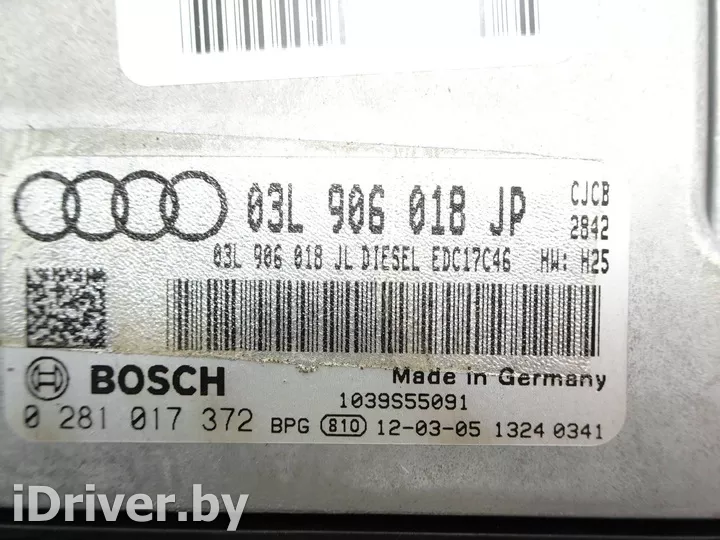 03L 906 018 JP CJCB
2842
03L 906 018 JL DIESEL EDC17C46 HW: H25
BOSCH Made in Germany
1039S55091
0 281 017 372 BPG 810 12-03-05 1324 0341
iDriver.by